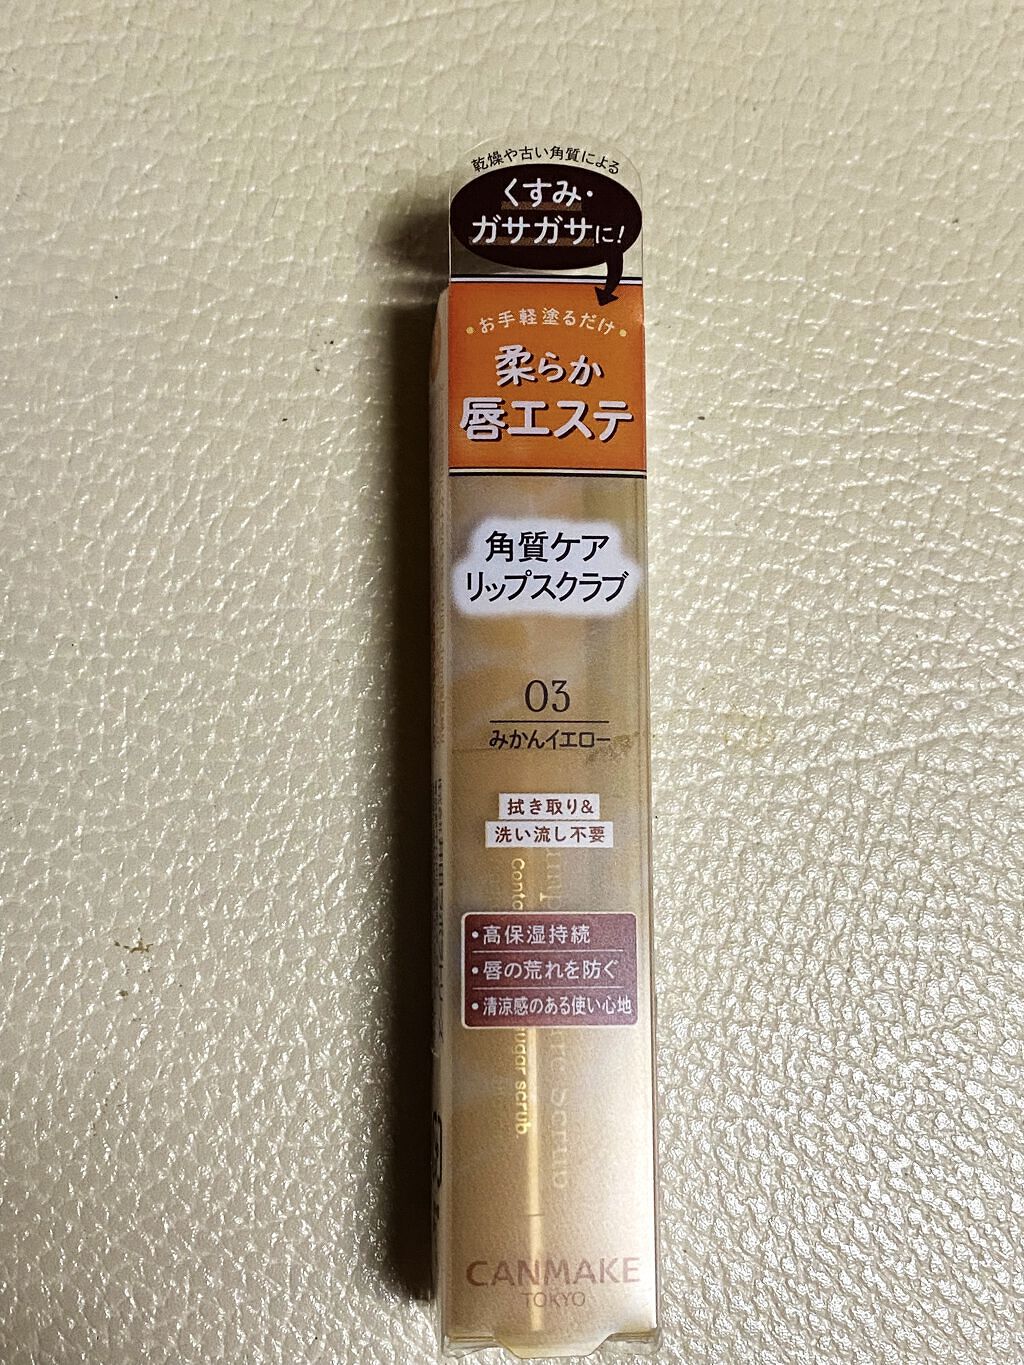 乾燥や古い角質による
くすみ・
ガサガサに!
・お手軽塗るだけ・
柔らか
唇エステ
角質ケア
リップスクラブ
03
みかんイエロー
拭き取り&
洗い流し不要
・高保湿持続
・唇の荒れを防ぐ
・清涼感のある使い心地
sugar scrub
scrub
CANMAKE
TOKYO